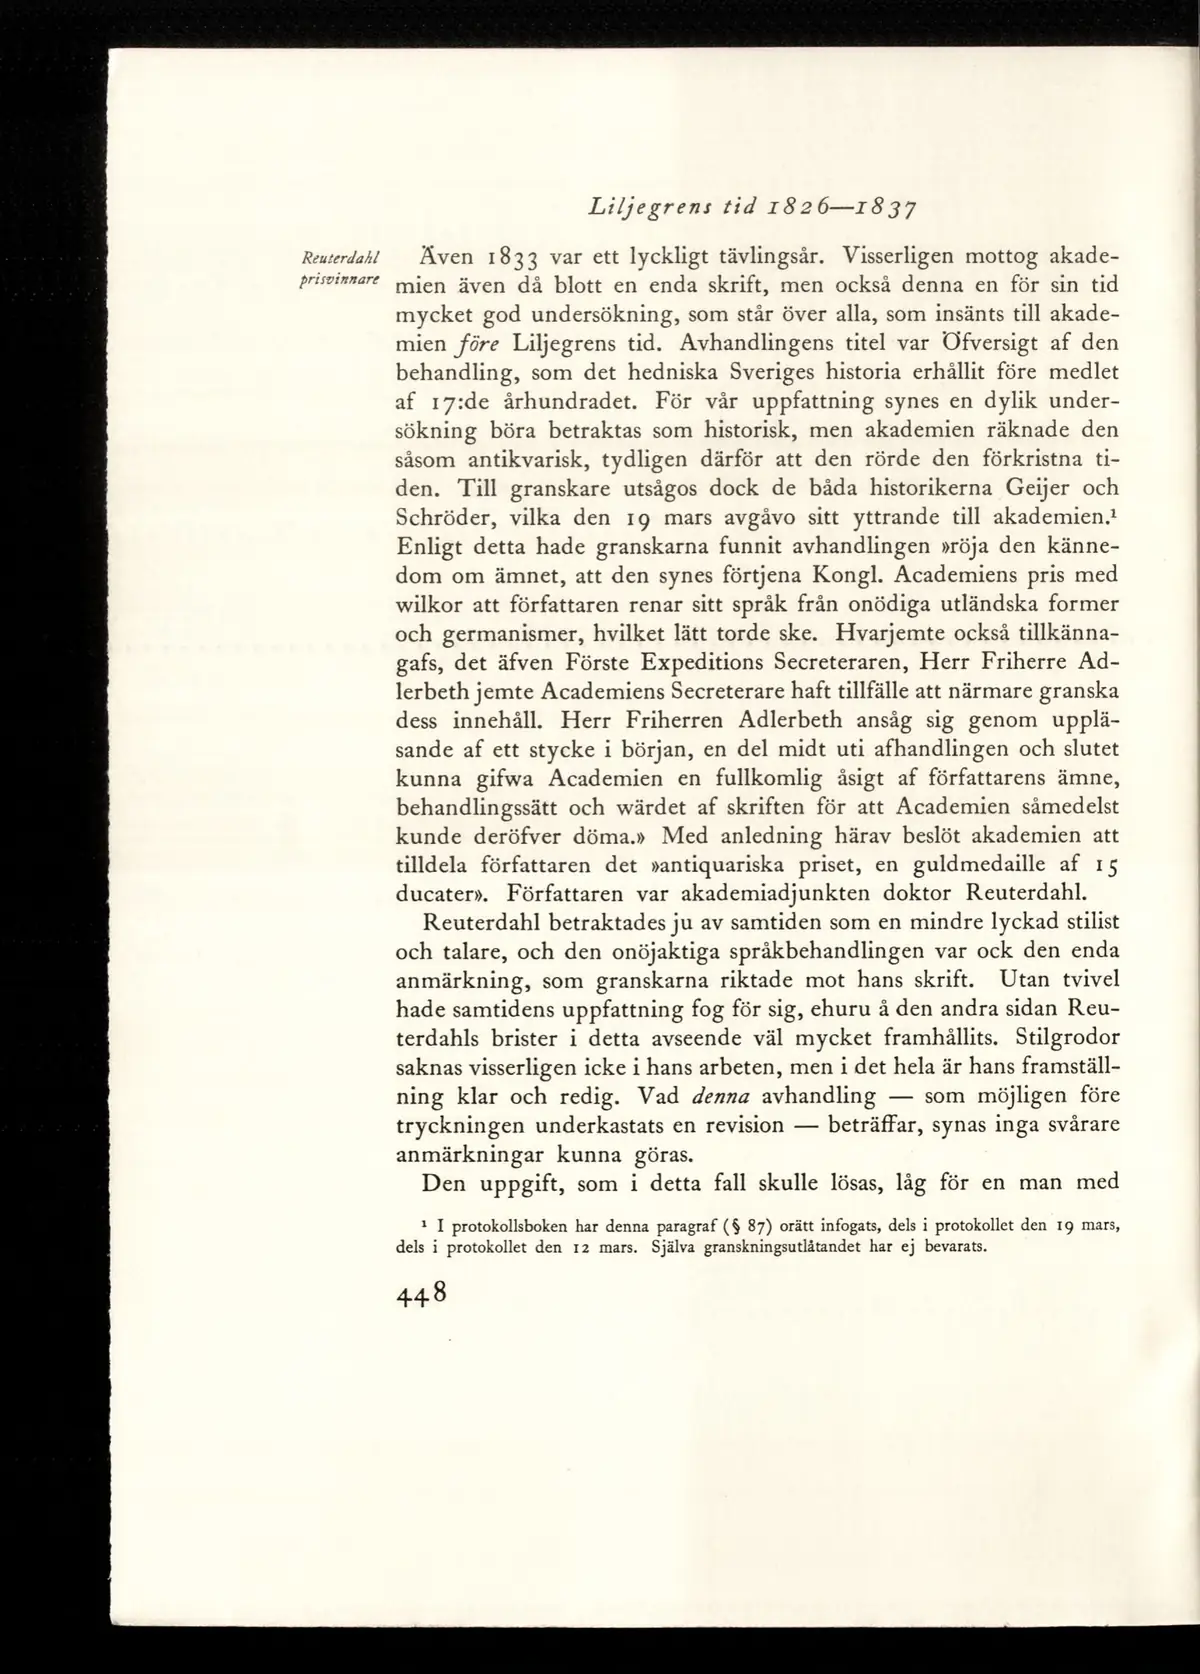 Liljegrens tid 1826—1837
Reuterdahl
prisvinnare
Även 1833 var ett lyckligt tävlingsår. Visserligen mottog akade-
mien även då blott en enda skrift, men också denna en för sin tid
mycket god undersökning, som står över alla, som insänts till akade-
mien före Liljegrens tid. Avhandlingens titel var Öfversigt af den
behandling, som det hedniska Sveriges historia erhållit före medlet
af 17:de århundradet. För vår uppfattning synes en dylik under-
sökning böra betraktas som historisk, men akademien räknade den
såsom antikvarisk, tydligen därför att den rörde den förkristna ti-
den. Till granskare utsågos dock de båda historikerna Geijer och
Schröder, vilka den 19 mars avgåvo sitt yttrande till akademien.¹
Enligt detta hade granskarna funnit avhandlingen »röja den känne-
dom om ämnet, att den synes förtjena Kongl. Academiens pris med
wilkor att författaren renar sitt språk från onödiga utländska former
och germanismer, hvilket lätt torde ske. Hvarjemte också tillkänna-
gafs, det äfven Förste Expeditions Secreteraren, Herr Friherre Ad-
lerbeth jemte Academiens Secreterare haft tillfälle att närmare granska
dess innehåll. Herr Friherren Adlerbeth ansåg sig genom upplä-
sande af ett stycke i början, en del midt uti afhandlingen och slutet
kunna gifwa Academien en fullkomlig åsigt af författarens ämne,
behandlingssätt och wärdet af skriften för att Academien såmedelst
kunde deröfver döma.» Med anledning härav beslöt akademien att
tilldela författaren det »antiquariska priset, en guldmedaille af 15
ducater». Författaren var akademiadjunkten doktor Reuterdahl.
Reuterdahl betraktades ju av samtiden som en mindre lyckad stilist
och talare, och den onöjaktiga språkbehandlingen var ock den enda
anmärkning, som granskarna riktade mot hans skrift. Utan tvivel
hade samtidens uppfattning fog för sig, ehuru å den andra sidan Reu-
terdahls brister i detta avseende väl mycket framhållits. Stilgrodor
saknas visserligen icke i hans arbeten, men i det hela är hans framställ-
ning klar och redig. Vad denna avhandling — som möjligen före
tryckningen underkastats en revision — beträffar, synas inga svårare
anmärkningar kunna göras.
Den uppgift, som i detta fall skulle lösas, låg för en man med
¹ I protokollsboken har denna paragraf (§ 87) orätt infogats, dels i protokollet den 19 mars,
dels i protokollet den 12 mars. Själva granskningsutlåtandet har ej bevarats.
448